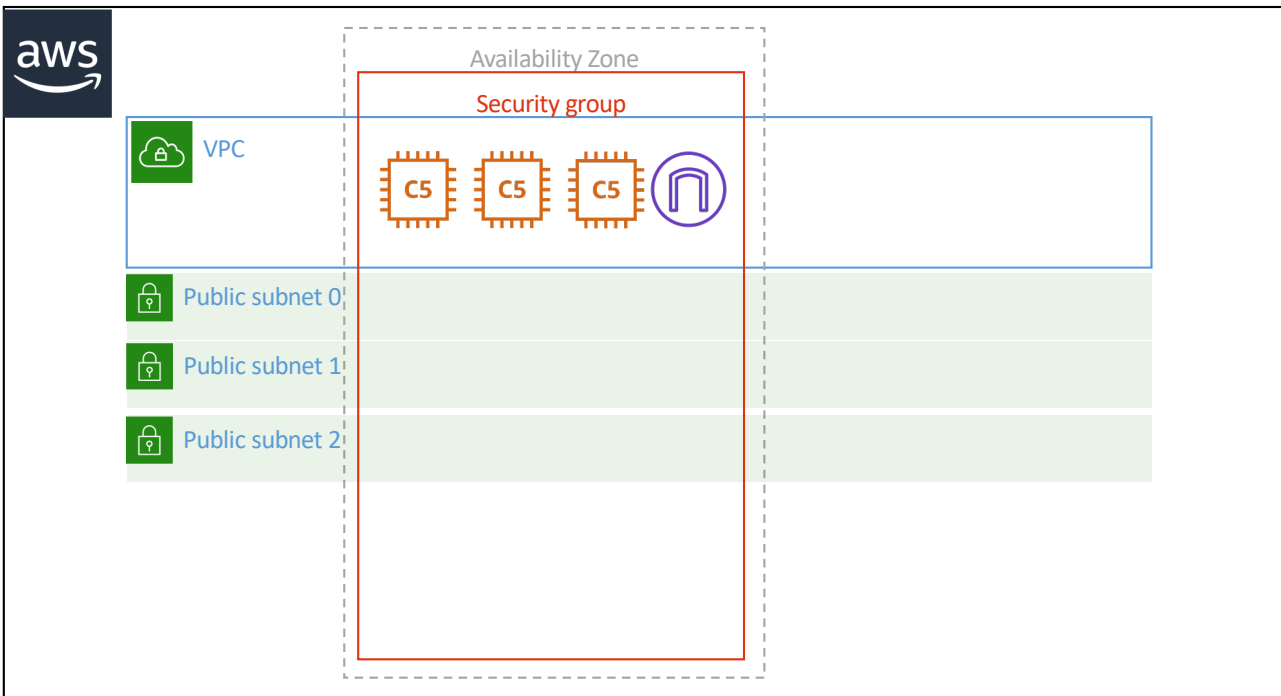 aws
Availability Zone
Security group
VPC
C5 C5 C5
Public subnet 0
Public subnet 1
Public subnet 2